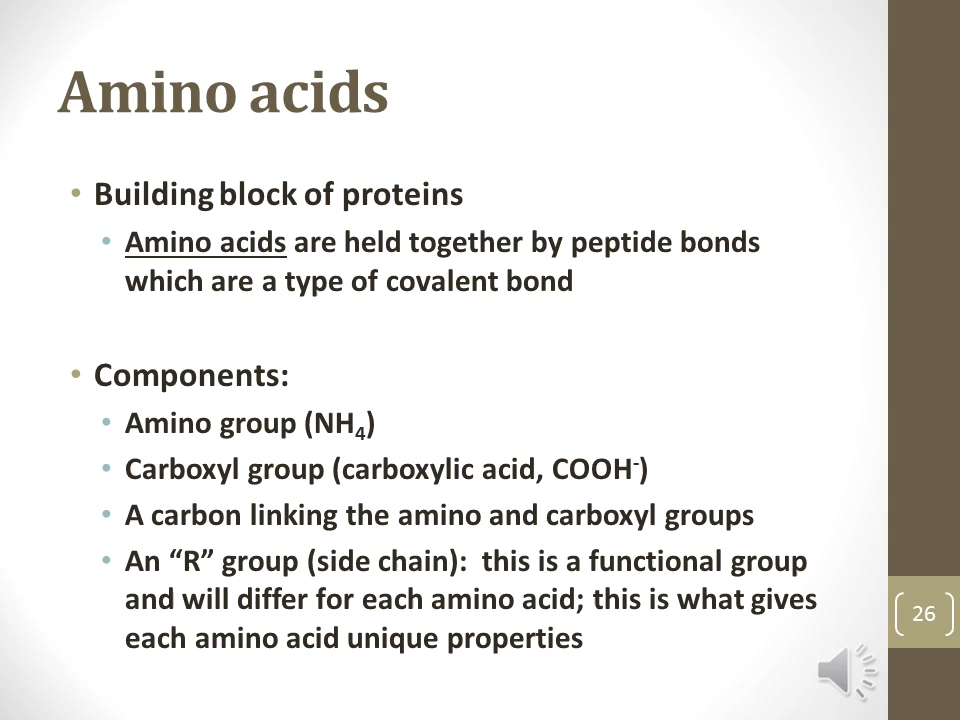 Amino acids
• Building block of proteins
• Amino acids are held together by peptide bonds
which are a type of covalent bond
• Components:
• Amino group (NH₄)
• Carboxyl group (carboxylic acid, COOH⁻)
• A carbon linking the amino and carboxyl groups
• An “R” group (side chain):  this is a functional group
and will differ for each amino acid; this is what gives
each amino acid unique properties
26